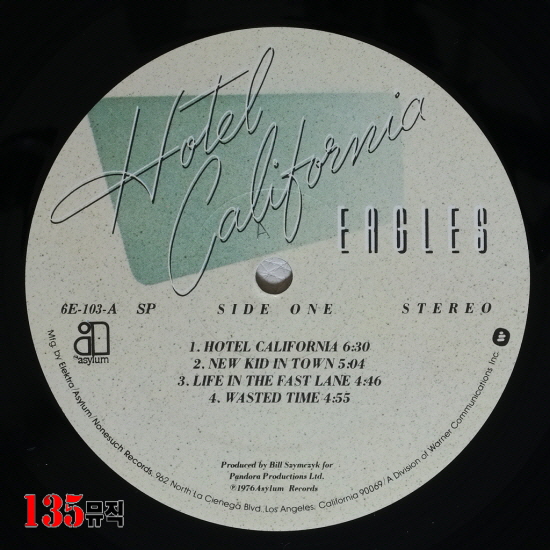 Hotel
California
EAGLES
6E-103-A SP SIDE ONE STEREO
asylum
1. HOTEL CALIFORNIA 6:30
2. NEW KID IN TOWN 5:04
3. LIFE IN THE FAST LANE 4:46
4. WASTED TIME 4:55
Produced by Bill Szymczyk for
Pandora Productions Ltd.
℗1976 Asylum Records
Mfg. by Elektra/Asylum/Nonesuch Records, 962 North La Cienega Blvd. Los Angeles, California 90069/A Division of Warner Communications Inc.
135뮤직